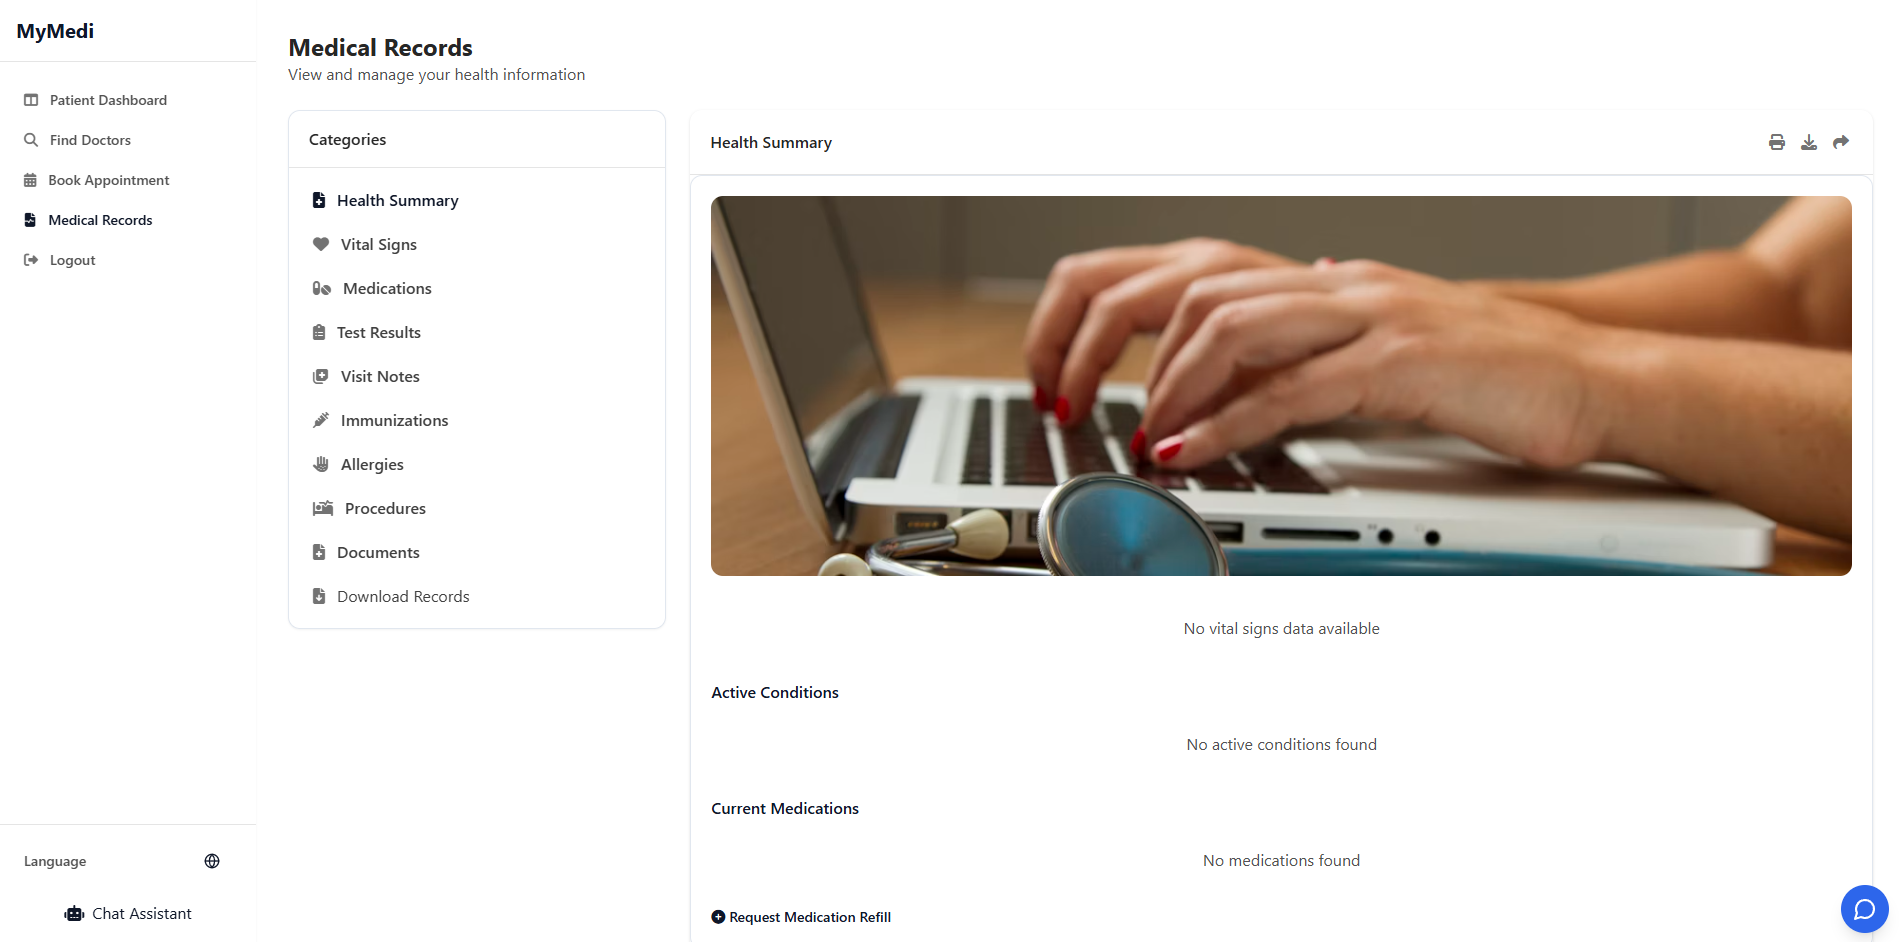 MyMedi
Patient Dashboard
Find Doctors
Book Appointment
Medical Records
Logout
Language
Chat Assistant
Medical Records
View and manage your health information
Categories
Health Summary
Vital Signs
Medications
Test Results
Visit Notes
Immunizations
Allergies
Procedures
Documents
Download Records
Health Summary
No vital signs data available
Active Conditions
No active conditions found
Current Medications
No medications found
Request Medication Refill